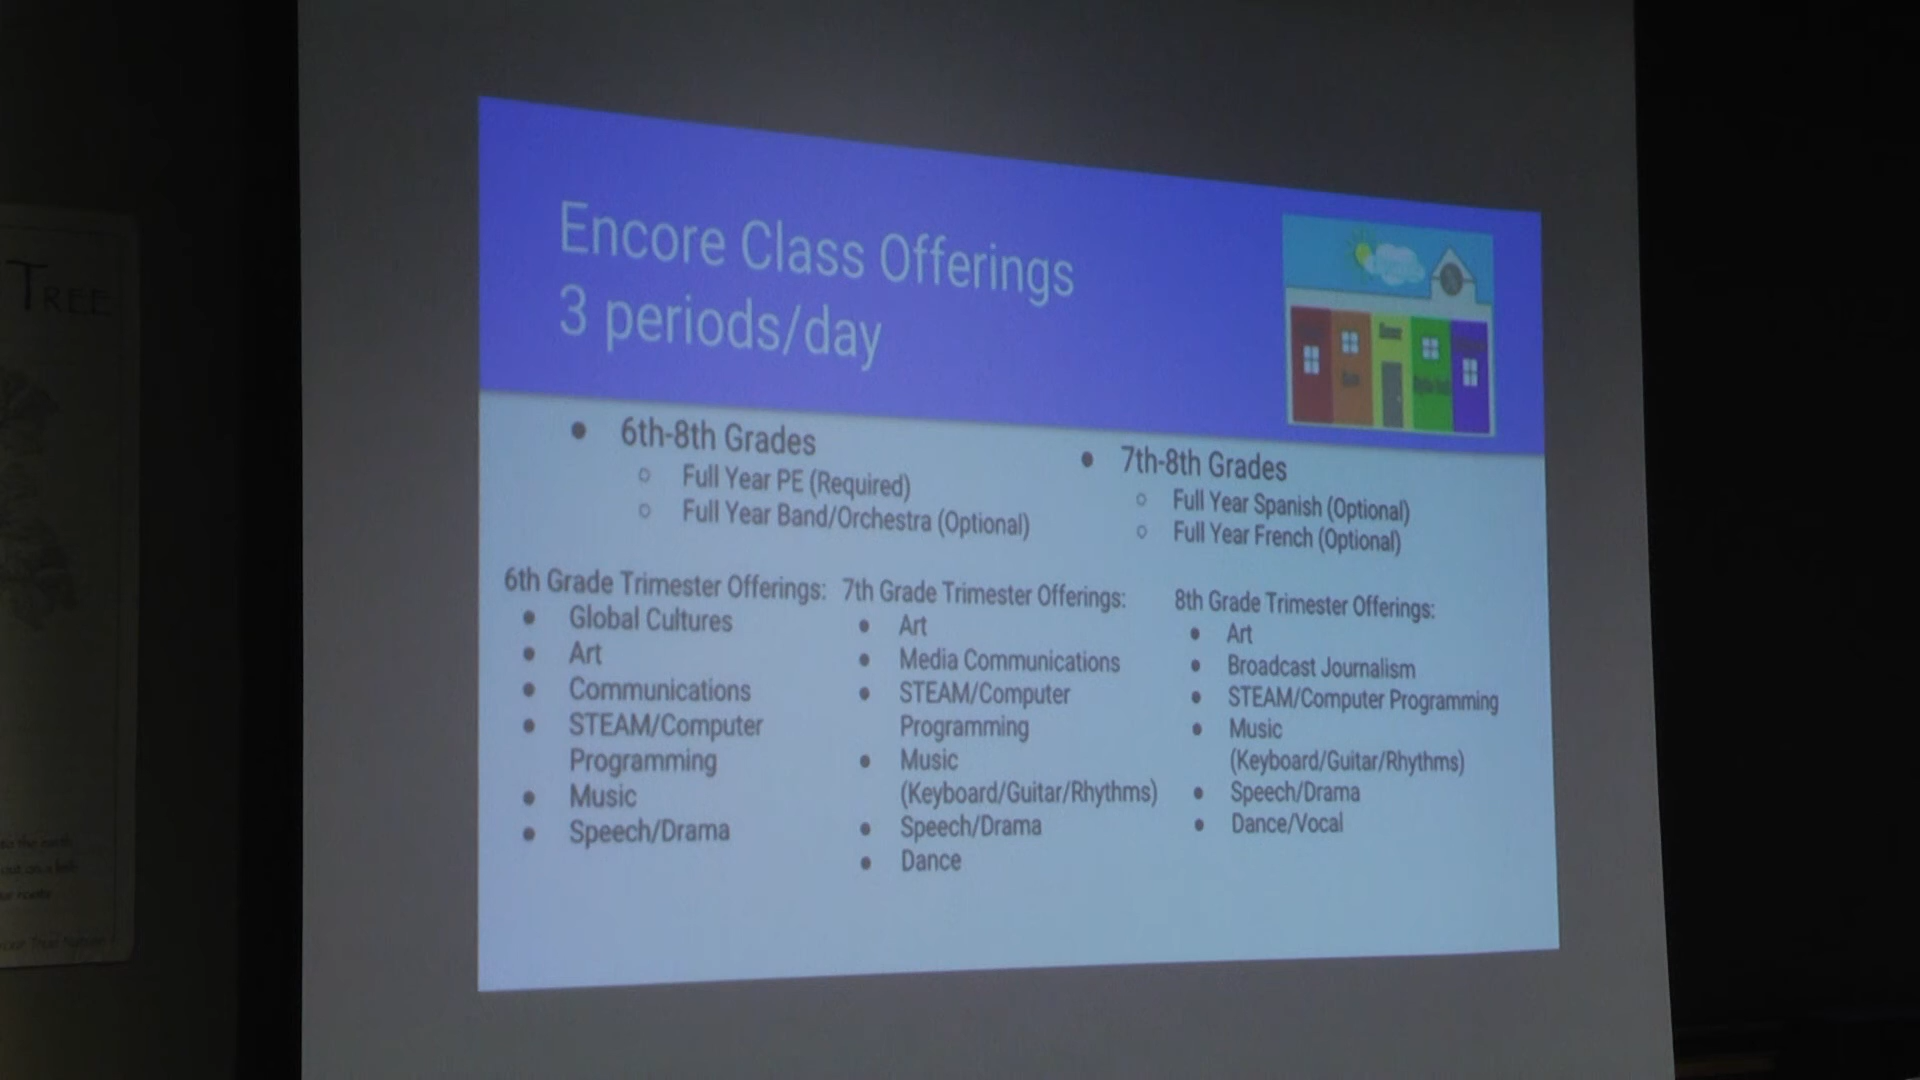 Encore Class Offerings
3 periods/day
6th-8th Grades
Full Year PE (Required)
Full Year Band/Orchestra (Optional)
7th-8th Grades
Full Year Spanish (Optional)
Full Year French (Optional)
6th Grade Trimester Offerings:
Global Cultures
Art
Communications
STEAM/Computer
Programming
Music
Speech/Drama
7th Grade Trimester Offerings:
Art
Media Communications
STEAM/Computer
Programming
Music
(Keyboard/Guitar/Rhythms)
Speech/Drama
Dance
8th Grade Trimester Offerings:
Art
Broadcast Journalism
STEAM/Computer Programming
Music
(Keyboard/Guitar/Rhythms)
Speech/Drama
Dance/Vocal
TREE